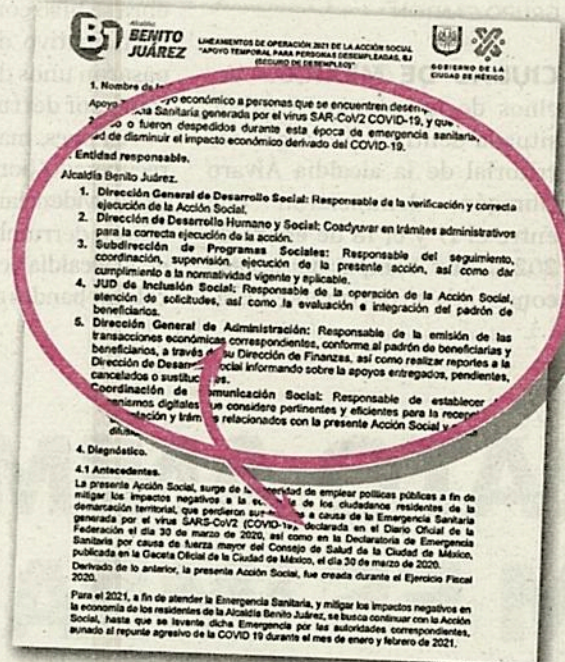 Alcaldía
BJ BENITO
JUÁREZ
LINEAMIENTOS DE OPERACIÓN 2021 DE LA ACCIÓN SOCIAL
"APOYO TEMPORAL PARA PERSONAS DESEMPLEADAS, BJ
(SEGURO DE DESEMPLEO)"
GOBIERNO DE LA
CIUDAD DE MÉXICO
1. Nombre de la
Apoyo económico a personas que se encuentren
Sanitaria generada por el virus SAR-CoV2 COVID-19, y que
o fueron despedidos durante esta época de emergencia sanitaria,
de disminuir el impacto económico derivado del COVID-19.
Entidad responsable.
Alcaldía Benito Juárez.
1. Dirección General de Desarrollo Social: Responsable de la verificación y correcta
ejecución de la Acción Social.
2. Dirección de Desarrollo Humano y Social: Coadyuvar en trámites administrativos
para la correcta ejecución de la acción.
3. Subdirección de Programas Sociales: Responsable del seguimiento,
coordinación, supervisión, ejecución de la presente acción, así como dar
cumplimiento a la normatividad vigente y aplicable.
4. JUD de Inclusión Social: Responsable de la operación de la Acción Social,
atención de solicitudes, así como la evaluación e integración del padrón de
beneficiarios.
5. Dirección General de Administración: Responsable de la emisión de las
transacciones económicas correspondientes, conforme al padrón de beneficiarias y
beneficiarios, a través de su Dirección de Finanzas, así como realizar reportes a la
Dirección de Desarrollo Social informando sobre la apoyos entregados, pendientes,
cancelados o
Coordinación de Comunicación Social: Responsable de establecer
digitales que considere pertinentes y eficientes para la
y relacionados con la presente Acción Social y
4. Diagnóstico.
4.1 Antecedentes.
La presente Acción Social, surge de la necesidad de emplear políticas públicas a fin de
mitigar los impactos negativos a la de los ciudadanos residentes de la
demarcación territorial, que perdieron a causa de la Emergencia Sanitaria
generada por el virus SARS-CoV2 (COVID-19), declarada en el Diario Oficial de la
Federación el día 30 de marzo de 2020, así como en la Declaratoria de Emergencia
Sanitaria por causa de fuerza mayor del Consejo de Salud de la Ciudad de México,
publicada en la Gaceta Oficial de la Ciudad de México, el día 30 de marzo de 2020.
Derivado de lo anterior, la presente Acción Social, fue creada durante el Ejercicio Fiscal
2020.
Para el 2021, a fin de atender la Emergencia Sanitaria, y mitigar los impactos negativos en
la economía de los residentes de la Alcaldía Benito Juárez, se busca continuar con la Acción
Social, hasta que se levante dicha Emergencia por las autoridades correspondientes,
aunado al repunte agresivo de la COVID 19 durante el mes de enero y febrero de 2021.